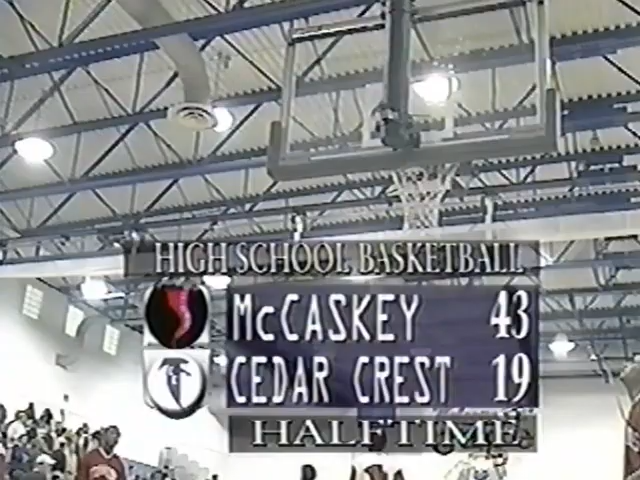 HIGH SCHOOL BASKETBALL
McCASKEY 43
CEDAR CREST 19
HALFTIME